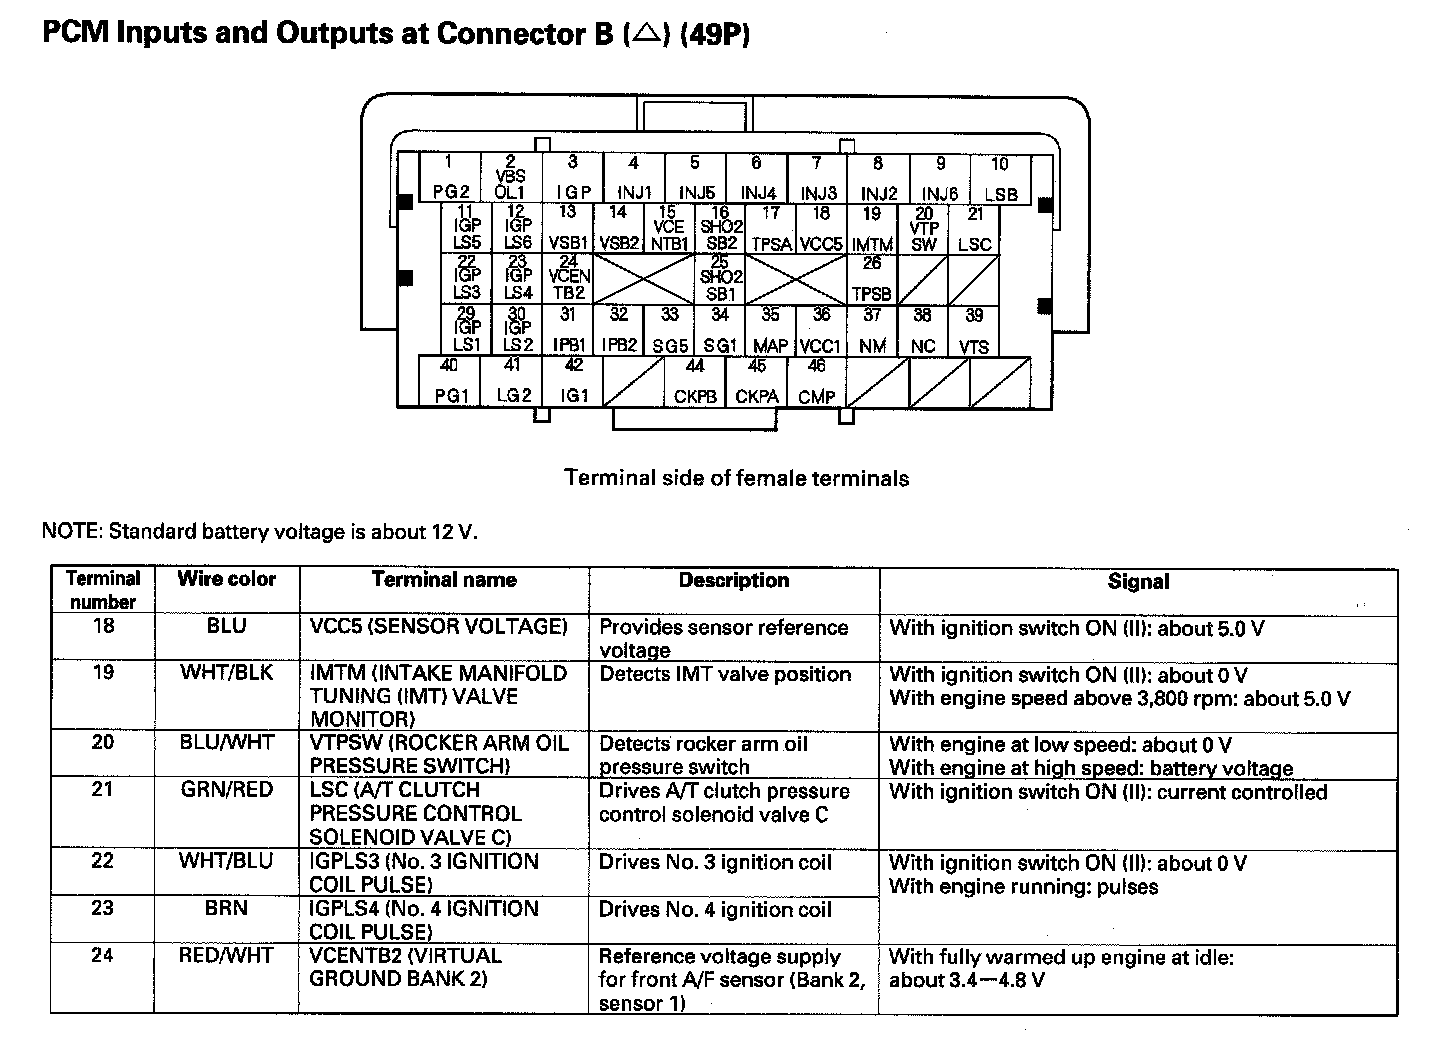 PCM Inputs and Outputs at Connector B (△) (49P)
1 2 3 4 5 6 7 8 9 10
PG2 VBS OL1 IGP INJ1 INJ5 INJ4 INJ3 INJ2 INJ6 LSB
11 12 13 14 15 16 17 18 19 20 21
IGP LS5 IGP LS6 VSB1 VSB2 VCE NTB1 SHO2 SB2 TPSA VCC5 IMTM VTP SW LSC
22 23 24 25 26
IGP LS3 IGP LS4 VCEN TB2 SHO2 SB1 TPSB
29 30 31 32 33 34 35 36 37 38 39
IGP LS1 IGP LS2 IPB1 IPB2 SG5 SG1 MAP VCC1 NM NC VTS
40 41 42 44 45 46
PG1 LG2 IG1 CKPB CKPA CMP
Terminal side of female terminals
NOTE: Standard battery voltage is about 12 V.
Terminal number Wire color Terminal name Description Signal
18 BLU VCC5 (SENSOR VOLTAGE) Provides sensor reference voltage With ignition switch ON (II): about 5.0 V
19 WHT/BLK IMTM (INTAKE MANIFOLD TUNING (IMT) VALVE MONITOR) Detects IMT valve position With ignition switch ON (II): about 0 V
With engine speed above 3,800 rpm: about 5.0 V
20 BLU/WHT VTPSW (ROCKER ARM OIL PRESSURE SWITCH) Detects rocker arm oil pressure switch With engine at low speed: about 0 V
With engine at high speed: battery voltage
21 GRN/RED LSC (A/T CLUTCH PRESSURE CONTROL SOLENOID VALVE C) Drives A/T clutch pressure control solenoid valve C With ignition switch ON (II): current controlled
22 WHT/BLU IGPLS3 (No. 3 IGNITION COIL PULSE) Drives No. 3 ignition coil With ignition switch ON (II): about 0 V
With engine running: pulses
23 BRN IGPLS4 (No. 4 IGNITION COIL PULSE) Drives No. 4 ignition coil
24 RED/WHT VCENTB2 (VIRTUAL GROUND BANK 2) Reference voltage supply for front A/F sensor (Bank 2, sensor 1) With fully warmed up engine at idle: about 3.4—4.8 V